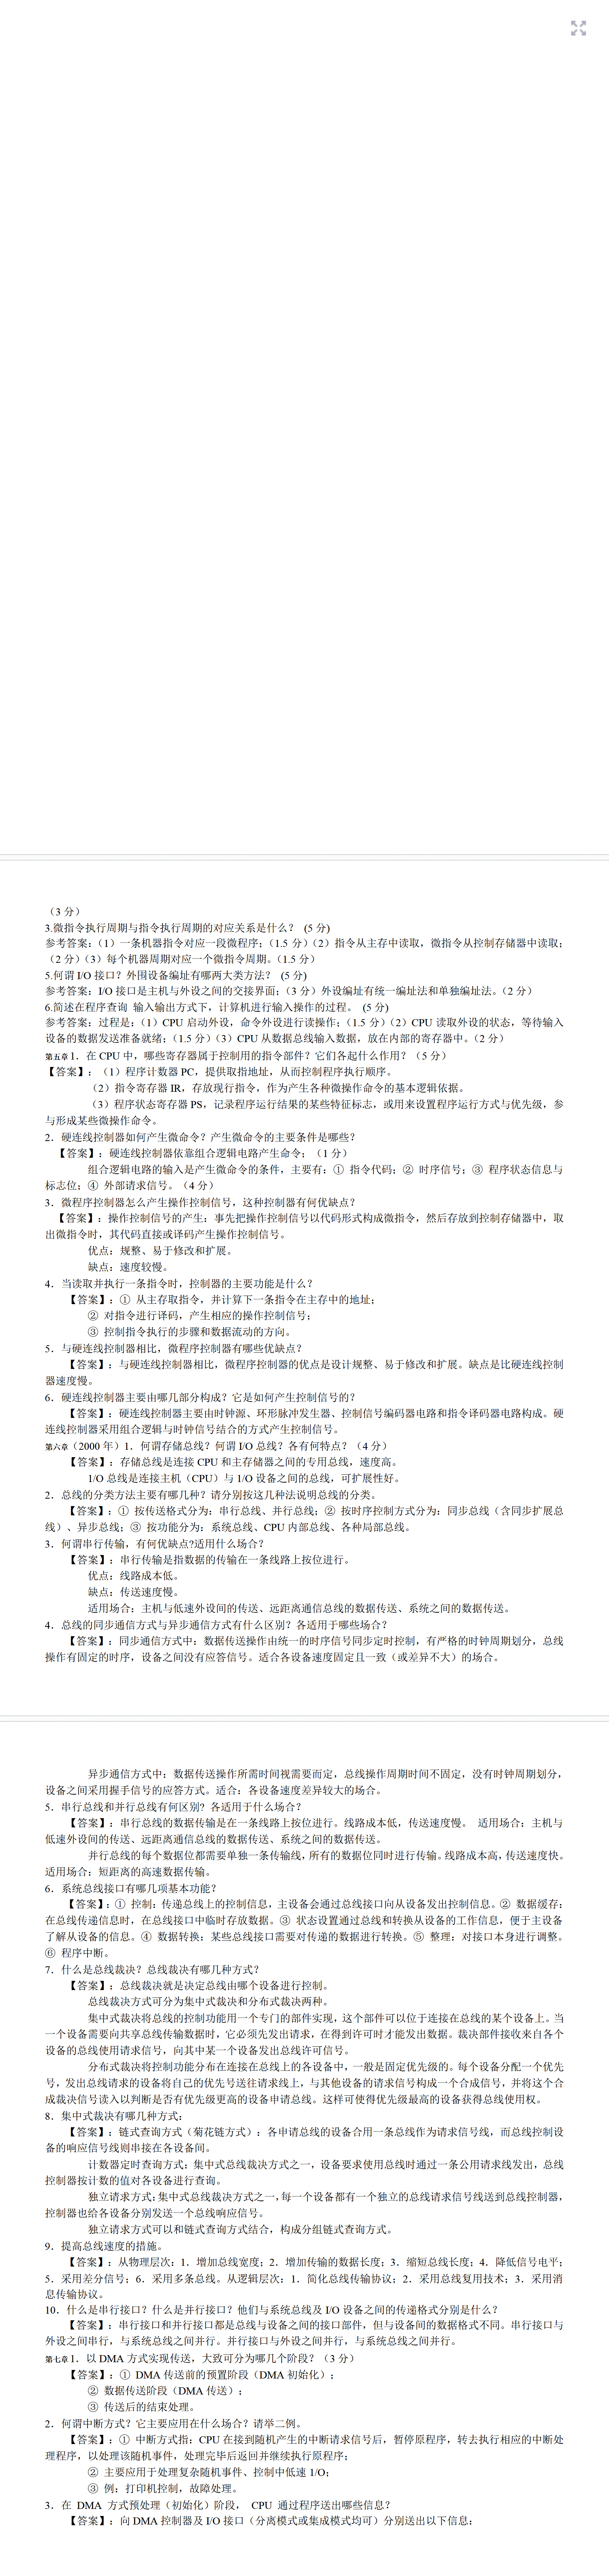 （3 分）
3.微指令执行周期与指令执行周期的对应关系是什么？ (5 分)
参考答案:（1）一条机器指令对应一段微程序;（1.5 分）（2）指令从主存中读取，微指令从控制存储器中读取;
（2 分）（3）每个机器周期对应一个微指令周期。（1.5 分）
5.何谓 I/O 接口？外围设备编址有哪两大类方法？ (5 分)
参考答案: I/O 接口是主机与外设之间的交接界面;（3 分）外设编址有统一编址法和单独编址法。（2 分）
6.简述在程序查询 输入输出方式下，计算机进行输入操作的过程。 (5 分)
参考答案: 过程是:（1）CPU 启动外设，命令外设进行读操作;（1.5 分）（2）CPU 读取外设的状态，等待输入
设备的数据发送准备就绪;（1.5 分）（3）CPU 从数据总线输入数据，放在内部的寄存器中。（2 分）
第五章 1．在 CPU 中，哪些寄存器属于控制用的指令部件？它们各起什么作用？（5 分）
【答案】:（1）程序计数器 PC，提供取指地址，从而控制程序执行顺序。
（2）指令寄存器 IR，存放现行指令，作为产生各种微操作命令的基本逻辑依据。
（3）程序状态寄存器 PS，记录程序运行结果的某些特征标志，或用来设置程序运行方式与优先级，参
与形成某些微操作命令。
2．硬连线控制器如何产生微命令？产生微命令的主要条件是哪些？
【答案】: 硬连线控制器依靠组合逻辑电路产生命令;（1 分）
组合逻辑电路的输入是产生微命令的条件，主要有: ① 指令代码; ② 时序信号; ③ 程序状态信息与
标志位; ④ 外部请求信号。（4 分）
3．微程序控制器怎么产生操作控制信号，这种控制器有何优缺点？
【答案】: 操作控制信号的产生: 事先把操作控制信号以代码形式构成微指令，然后存放到控制存储器中，取
出微指令时，其代码直接或译码产生操作控制信号。
优点: 规整、易于修改和扩展。
缺点: 速度较慢。
4．当读取并执行一条指令时，控制器的主要功能是什么？
【答案】: ① 从主存取指令，并计算下一条指令在主存中的地址;
② 对指令进行译码，产生相应的操作控制信号;
③ 控制指令执行的步骤和数据流动的方向。
5．与硬连线控制器相比，微程序控制器有哪些优缺点？
【答案】: 与硬连线控制器相比，微程序控制器的优点是设计规整、易于修改和扩展。缺点是比硬连线控制
器速度慢。
6．硬连线控制器主要由哪几部分构成？它是如何产生控制信号的？
【答案】: 硬连线控制器主要由时钟源、环形脉冲发生器、控制信号编码器电路和指令译码器电路构成。硬
连线控制器采用组合逻辑与时钟信号结合的方式产生控制信号。
第六章（2000 年）1．何谓存储总线？何谓 I/O 总线？各有何特点？（4 分）
【答案】: 存储总线是连接 CPU 和主存储器之间的专用总线，速度高。
1/O 总线是连接主机（CPU）与 1/O 设备之间的总线，可扩展性好。
2．总线的分类方法主要有哪几种？请分别按这几种法说明总线的分类。
【答案】: ① 按传送格式分为: 串行总线、并行总线; ② 按时序控制方式分为: 同步总线（含同步扩展总
线）、异步总线; ③ 按功能分为: 系统总线、CPU 内部总线、各种局部总线。
3．何谓串行传输，有何优缺点?适用什么场合?
【答案】: 串行传输是指数据的传输在一条线路上按位进行。
优点: 线路成本低。
缺点: 传送速度慢。
适用场合: 主机与低速外设间的传送、远距离通信总线的数据传送、系统之间的数据传送。
4．总线的同步通信方式与异步通信方式有什么区别？各适用于哪些场合?
【答案】: 同步通信方式中: 数据传送操作由统一的时序信号同步定时控制，有严格的时钟周期划分，总线
操作有固定的时序，设备之间没有应答信号。适合各设备速度固定且一致（或差异不大）的场合。
异步通信方式中: 数据传送操作所需时间视需要而定，总线操作周期时间不固定，没有时钟周期划分，
设备之间采用握手信号的应答方式。适合: 各设备速度差异较大的场合。
5．串行总线和并行总线有何区别? 各适用于什么场合?
【答案】: 串行总线的数据传输是在一条线路上按位进行。线路成本低，传送速度慢。 适用场合: 主机与
低速外设间的传送、远距离通信总线的数据传送、系统之间的数据传送。
并行总线的每个数据位都需要单独一条传输线，所有的数据位同时进行传输。线路成本高，传送速度快。
适用场合: 短距离的高速数据传输。
6．系统总线接口有哪几项基本功能？
【答案】: ① 控制: 传递总线上的控制信息，主设备会通过总线接口向从设备发出控制信息。② 数据缓存:
在总线传递信息时，在总线接口中临时存放数据。③ 状态设置通过总线和转换从设备的工作信息，便于主设备
了解从设备的信息。④ 数据转换: 某些总线接口需要对传递的数据进行转换。⑤ 整理: 对接口本身进行调整。
⑥ 程序中断。
7．什么是总线裁决？总线裁决有哪几种方式？
【答案】: 总线裁决就是决定总线由哪个设备进行控制。
总线裁决方式可分为集中式裁决和分布式裁决两种。
集中式裁决将总线的控制功能用一个专门的部件实现，这个部件可以位于连接在总线的某个设备上。当
一个设备需要向共享总线传输数据时，它必须先发出请求，在得到许可时才能发出数据。裁决部件接收来自各个
设备的总线使用请求信号，向其中某一个设备发出总线许可信号。
分布式裁决将控制功能分布在连接在总线上的各设备中，一般是固定优先级的。每个设备分配一个优先
号，发出总线请求的设备将自己的优先号送往请求线上，与其他设备的请求信号构成一个合成信号，并将这个合
成裁决信号读入以判断是否有优先级更高的设备申请总线。这样可使得优先级最高的设备获得总线使用权。
8．集中式裁决有哪几种方式:
【答案】: 链式查询方式（菊花链方式）: 各申请总线的设备合用一条总线作为请求信号线，而总线控制设
备的响应信号线则串接在各设备间。
计数器定时查询方式: 集中式总线裁决方式之一，设备要求使用总线时通过一条公用请求线发出，总线
控制器按计数的值对各设备进行查询。
独立请求方式: 集中式总线裁决方式之一，每一个设备都有一个独立的总线请求信号线送到总线控制器，
控制器也给各设备分别发送一个总线响应信号。
独立请求方式可以和链式查询方式结合，构成分组链式查询方式。
9．提高总线速度的措施。
【答案】: 从物理层次: 1．增加总线宽度; 2．增加传输的数据长度; 3．缩短总线长度; 4．降低信号电平;
5．采用差分信号; 6．采用多条总线。从逻辑层次: 1．简化总线传输协议; 2．采用总线复用技术; 3．采用消
息传输协议。
10．什么是串行接口？什么是并行接口？他们与系统总线及 I/O 设备之间的传递格式分别是什么？
【答案】: 串行接口和并行接口都是总线与设备之间的接口部件，但与设备间的数据格式不同。串行接口与
外设之间串行，与系统总线之间并行。并行接口与外设之间并行，与系统总线之间并行。
第七章 1．以 DMA 方式实现传送，大致可分为哪几个阶段？（3 分）
【答案】: ① DMA 传送前的预置阶段（DMA 初始化）;
② 数据传送阶段（DMA 传送）;
③ 传送后的结束处理。
2．何谓中断方式？它主要应用在什么场合？请举二例。
【答案】: ① 中断方式指: CPU 在接到随机产生的中断请求信号后，暂停原程序，转去执行相应的中断处
理程序，以处理该随机事件，处理完毕后返回并继续执行原程序;
② 主要应用于处理复杂随机事件、控制中低速 1/O;
③ 例: 打印机控制，故障处理。
3．在 DMA 方式预处理（初始化）阶段， CPU 通过程序送出哪些信息？
【答案】: 向 DMA 控制器及 I/O 接口（分离模式或集成模式均可）分别送出以下信息: